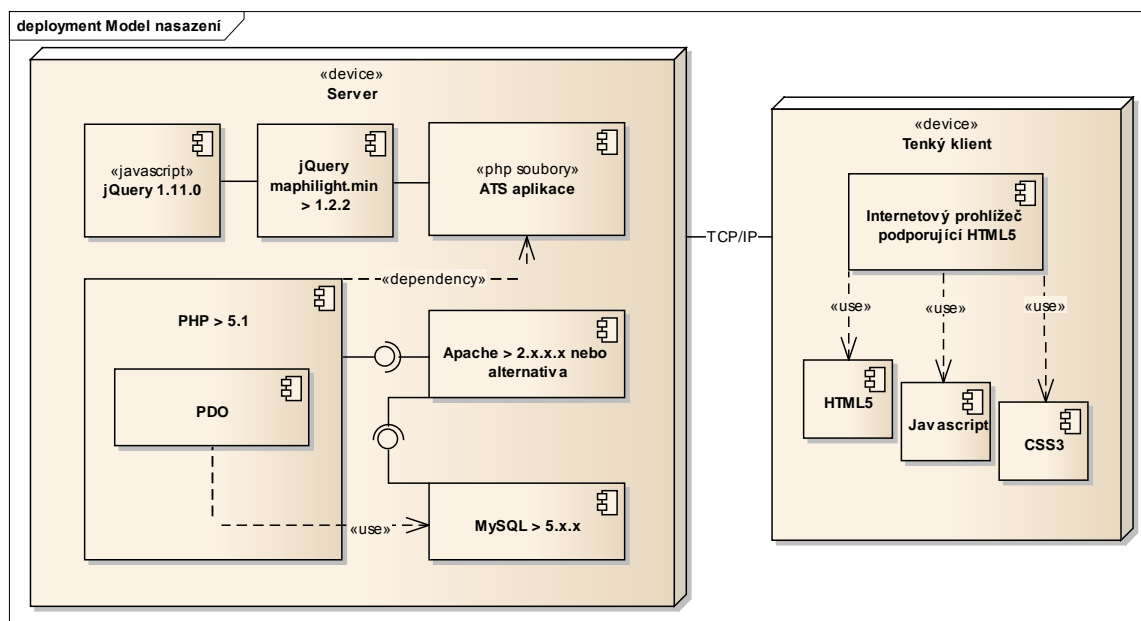 deployment Model nasazení
«device»
Server
«javascript»
jQuery 1.11.0
jQuery
maphilight.min
> 1.2.2
«php soubory»
ATS aplikace
«dependency»
PHP > 5.1
PDO
Apache > 2.x.x.x nebo
alternativa
«use»
MySQL > 5.x.x
TCP/IP
«device»
Tenký klient
Internetový prohlížeč
podporující HTML5
«use»
«use»
«use»
HTML5
Javascript
CSS3